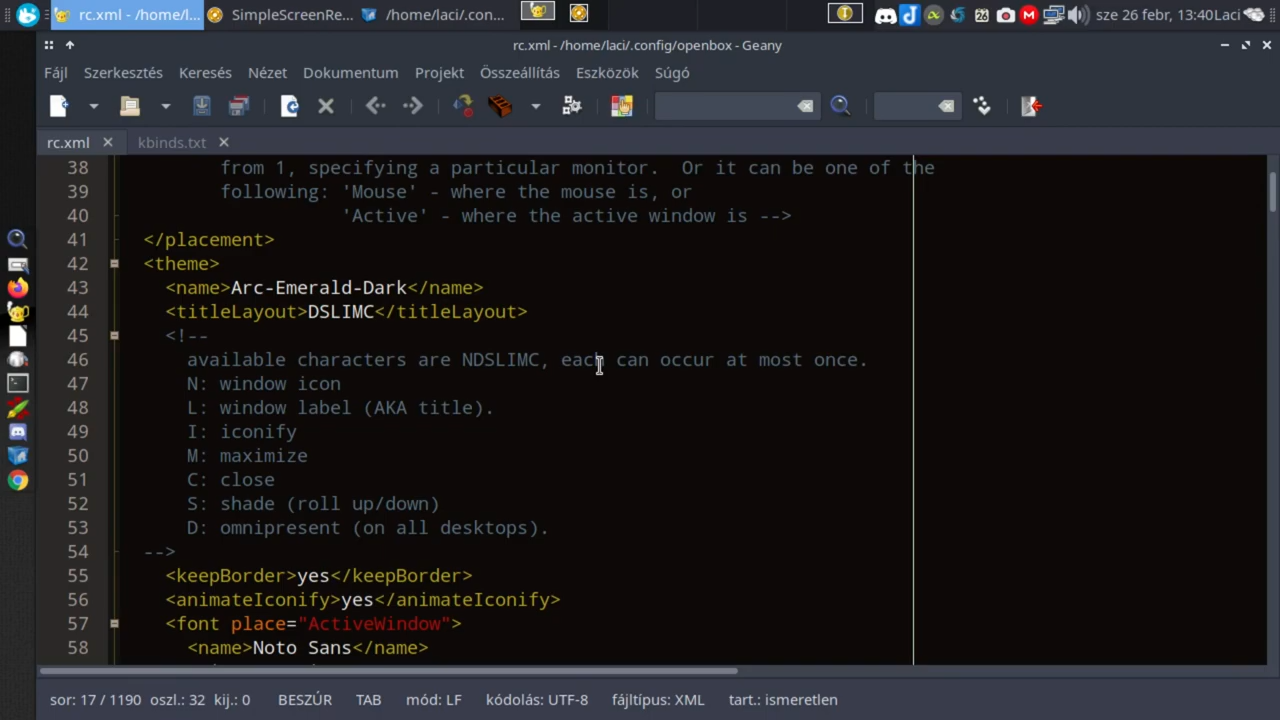 rc.xml - /home/l...
SimpleScreenRe...
/home/laci/.con...
26
sze 26 febr, 13:40
Laci
rc.xml - /home/laci/.config/openbox - Geany
Fájl Szerkesztés Keresés Nézet Dokumentum Projekt Összeállítás Eszközök Súgó
rc.xml
kbinds.txt
38 from 1, specifying a particular monitor. Or it can be one of the
39 following: 'Mouse' - where the mouse is, or
40 'Active' - where the active window is -->
41 </placement>
42 <theme>
43 <name>Arc-Emerald-Dark</name>
44 <titleLayout>DSLIMC</titleLayout>
45 <!--
46 available characters are NDSLIMC, each can occur at most once.
47 N: window icon
48 L: window label (AKA title).
49 I: iconify
50 M: maximize
51 C: close
52 S: shade (roll up/down)
53 D: omnipresent (on all desktops).
54 -->
55 <keepBorder>yes</keepBorder>
56 <animateIconify>yes</animateIconify>
57 <font place="ActiveWindow">
58 <name>Noto Sans</name>
sor: 17 / 1190 oszl.: 32 kij.: 0 BESZÚR TAB mód: LF kódolás: UTF-8 fájltípus: XML tart.: ismeretlen